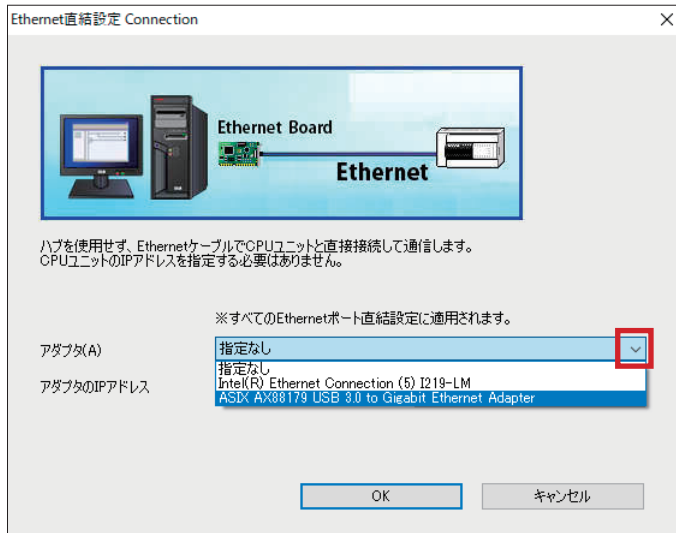 Ethernet直結設定 Connection
Ethernet Board
Ethernet
ハブを使用せず、EthernetケーブルでCPUユニットと直接接続して通信します。
CPUユニットのIPアドレスを指定する必要はありません。
※すべてのEthernetポート直結設定に適用されます。
アダプタ(A)
指定なし
指定なし
Intel(R) Ethernet Connection (5) I219-LM
アダプタのIPアドレス
ASIX AX88179 USB 3.0 to Gigabit Ethernet Adapter
OK
キャンセル